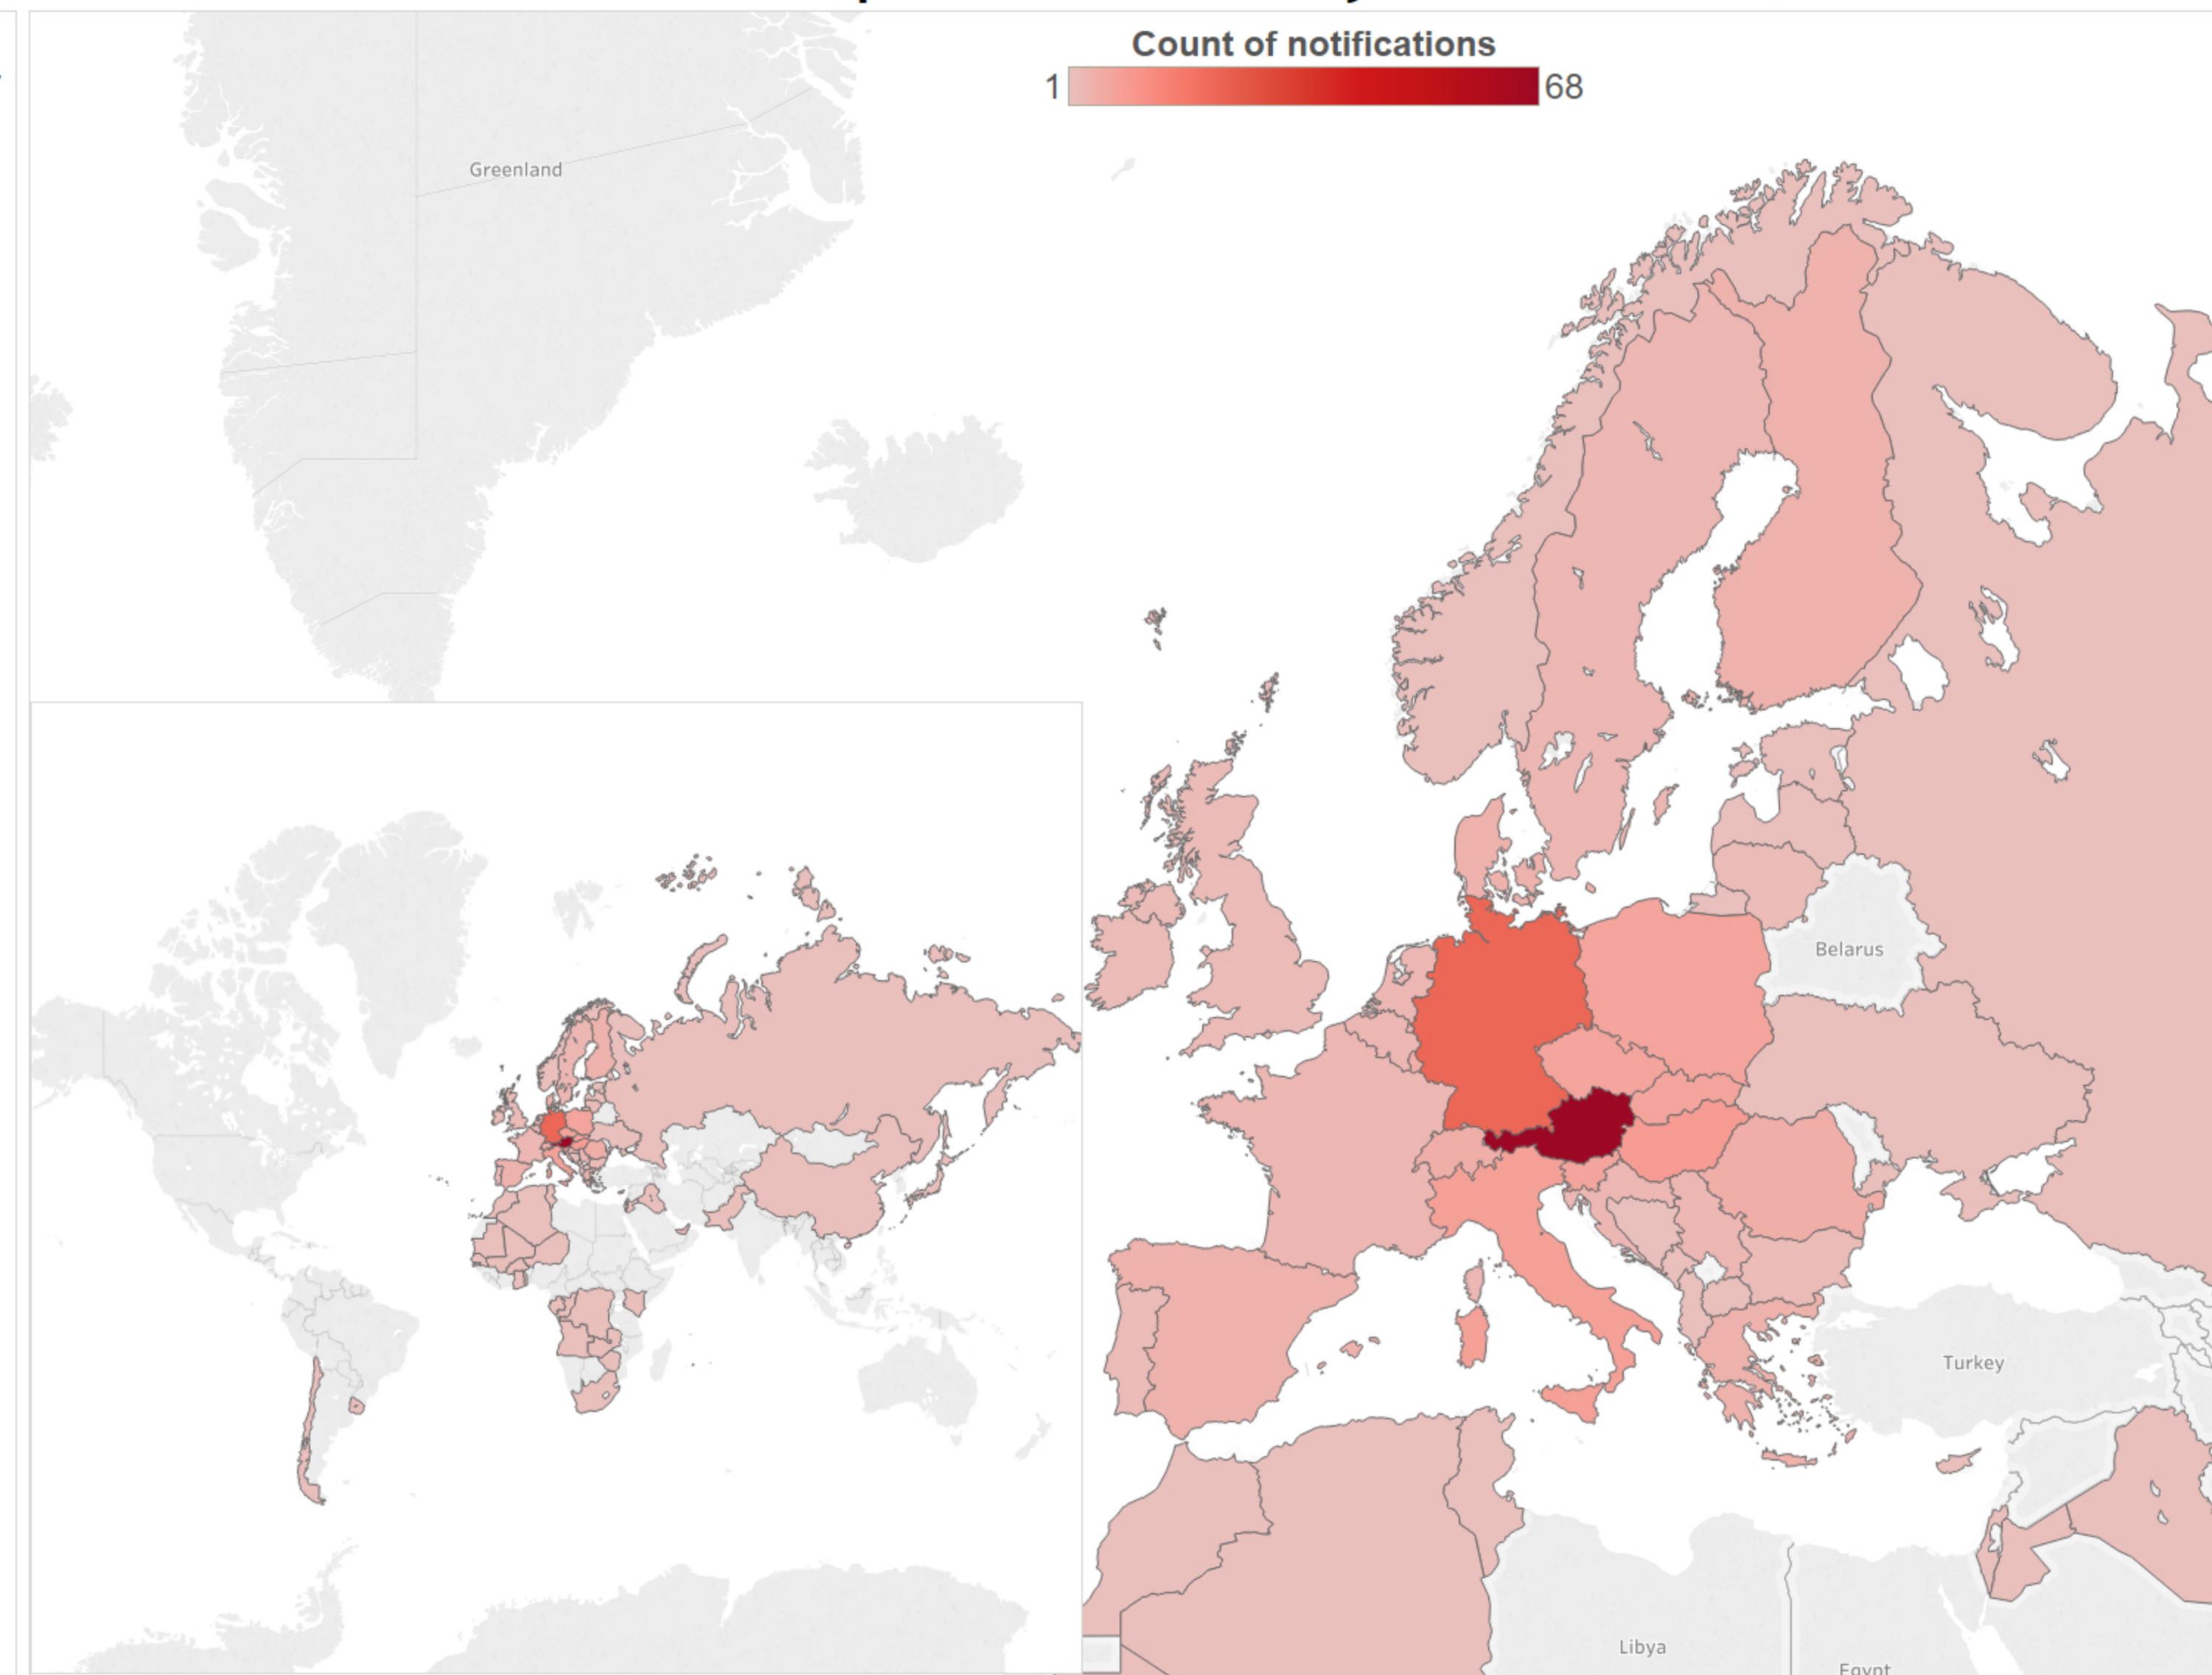 Count of notifications
1 68
Greenland
Belarus
Turkey
Libya
Egypt